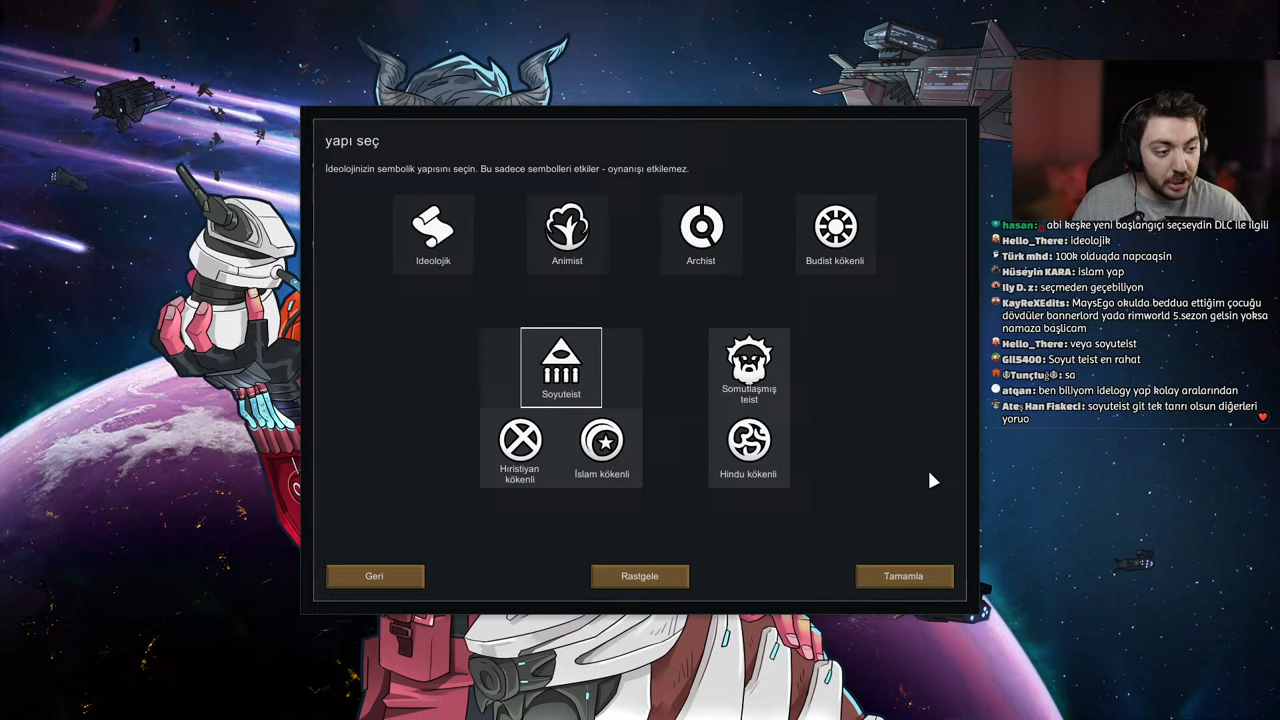 yapı seç
İdeolojinizin sembolik yapısını seçin. Bu sadece sembolleri etkiler - oynanışı etkilemez.
Ideolojik
Animist
Archist
Budist kökenli
Soyuteist
Somutlaşmış
teist
Hıristiyan
kökenli
İslam kökenli
Hindu kökenli
Geri
Rastgele
Tamamla
hasan: abi keşke yeni başlangıcı seçseydin DLC ile ilgili
Hello_There: ideolojik
Türk mhd: 100k olduqda napcaqsin
Hüseyin KARA: islam yap
Ily D. z: seçmeden geçebiliyon
KayReXEdits: MaysEgo okulda beddua ettiğim çocuğu
dövdüler bannerlord yada rimworld 5.sezon gelsin yoksa
namaza başlicam
Hello_There: veya soyuteist
Gil5400: Soyut teist en rahat
Tunçtuğ: sa
atqan: ben biliyom idelogy yap kolay aralarından
Ateş Han Fiskeci: soyuteist git tek tanrı olsun diğerleri
yoruo